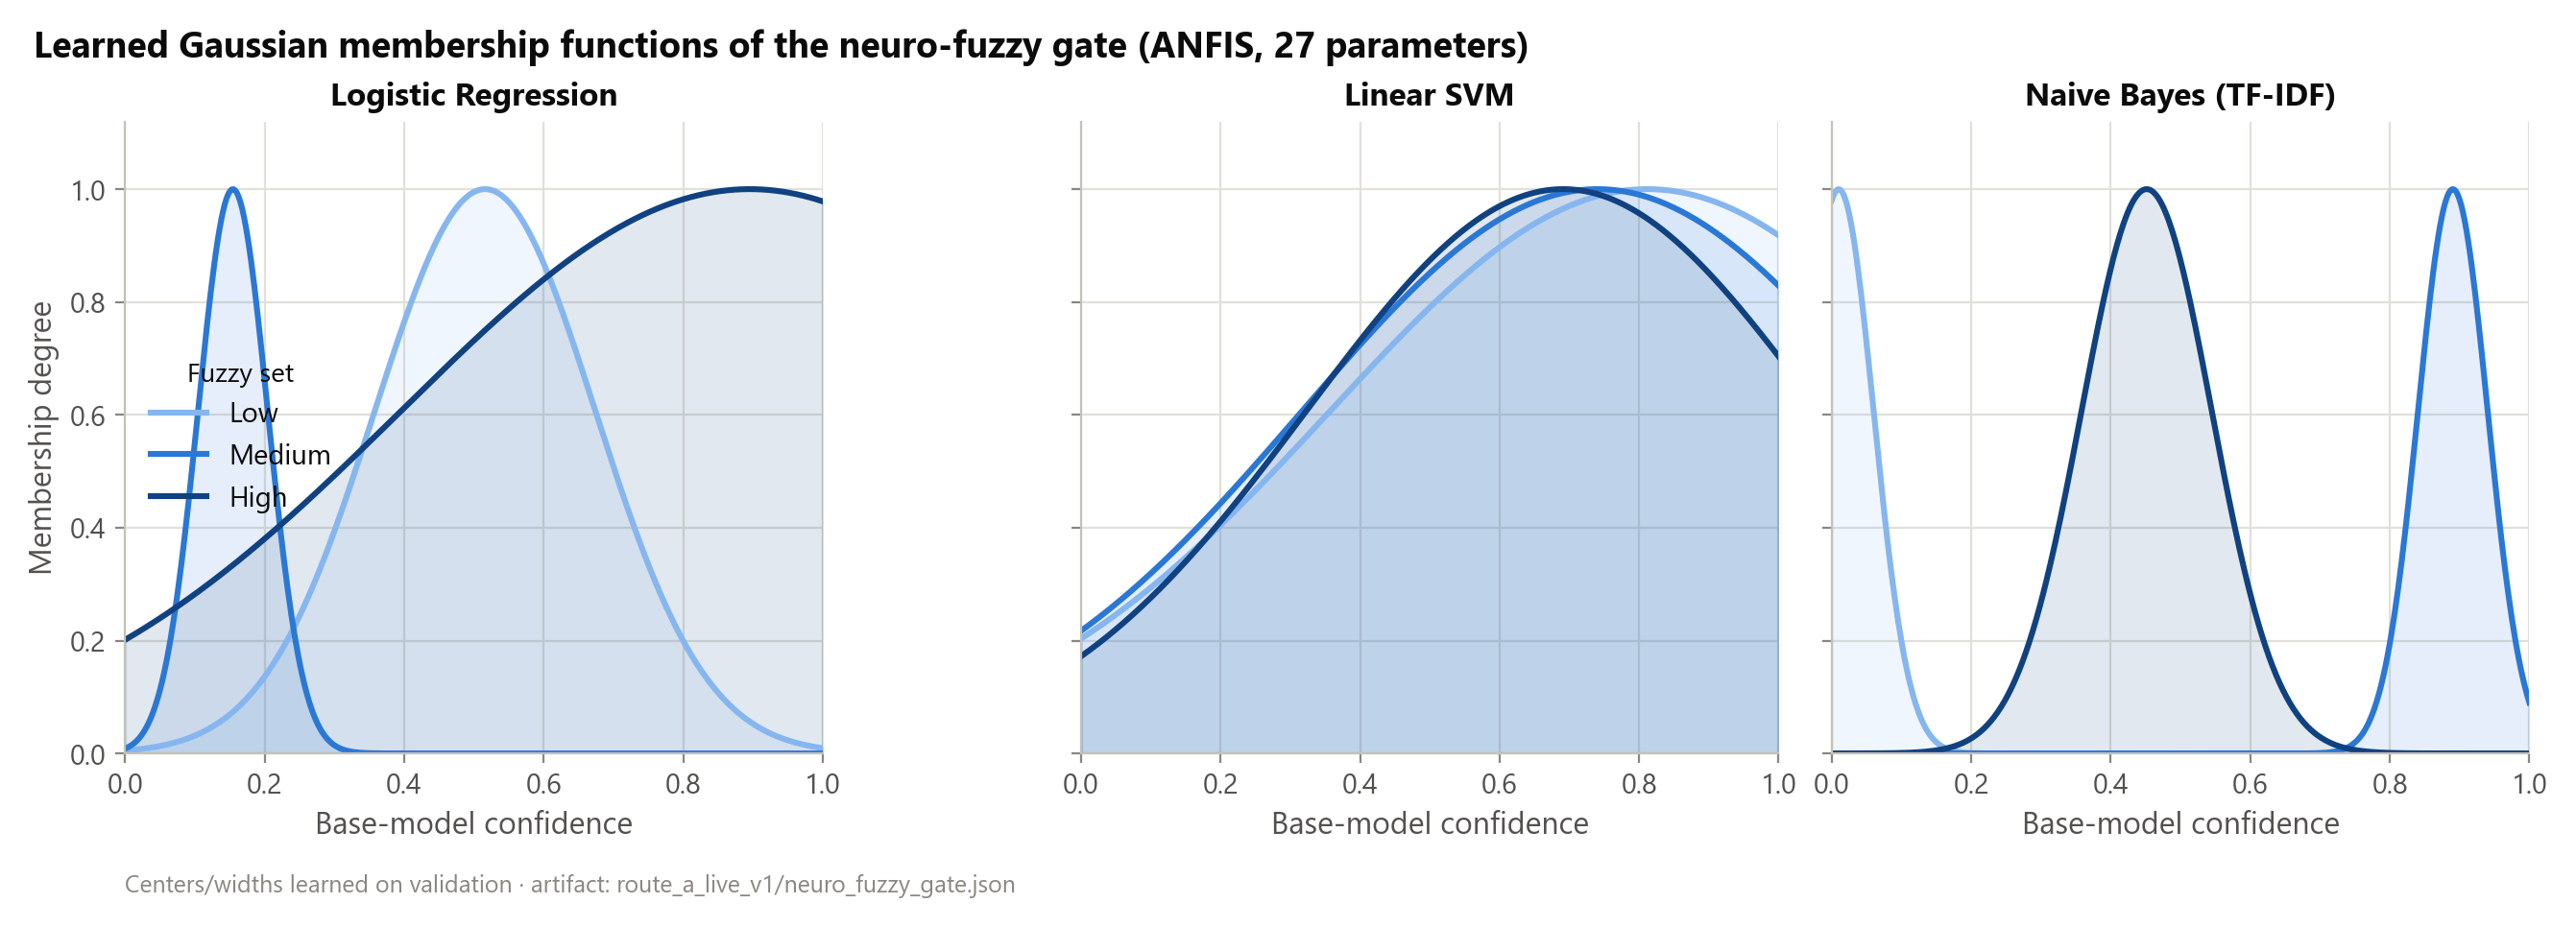 Learned Gaussian membership functions of the neuro-fuzzy gate (ANFIS, 27 parameters)
Logistic Regression
Linear SVM
Naive Bayes (TF-IDF)
Membership degree
1.0
0.8
0.6
0.4
0.2
0.0
Fuzzy set
Low
Medium
High
0.0 0.2 0.4 0.6 0.8 1.0
0.0 0.2 0.4 0.6 0.8 1.0
0.0 0.2 0.4 0.6 0.8 1.0
Base-model confidence
Base-model confidence
Base-model confidence
Centers/widths learned on validation · artifact: route_a_live_v1/neuro_fuzzy_gate.json